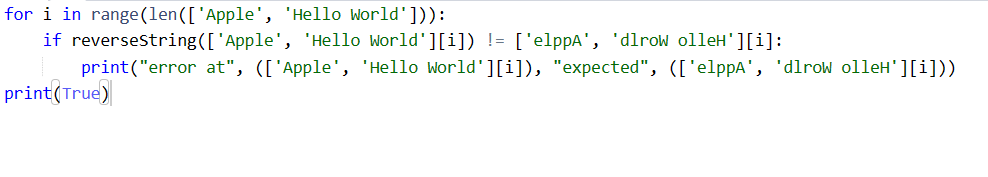 for i in range(len(['Apple', 'Hello World'])):
    if reverseString(['Apple', 'Hello World'][i]) != ['elppA', 'dlroW olleH'][i]:
        print("error at", (['Apple', 'Hello World'][i]), "expected", (['elppA', 'dlroW olleH'][i]))
print(True)